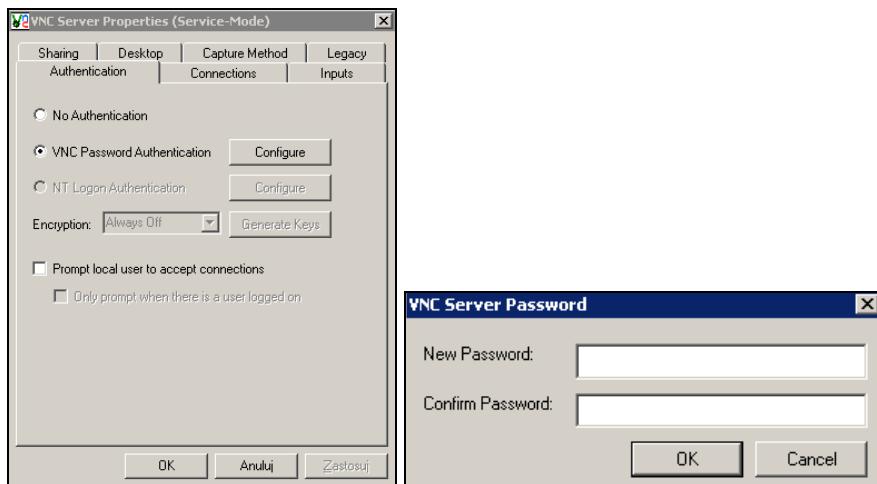 VNC Server Properties (Service-Mode)
Sharing Desktop Capture Method Legacy
Authentication Connections Inputs
No Authentication
VNC Password Authentication Configure
NT Logon Authentication Configure
Encryption: Always Off Generate Keys
Prompt local user to accept connections
Only prompt when there is a user logged on
OK Anuluj Zastosuj
VNC Server Password
New Password:
Confirm Password:
OK Cancel